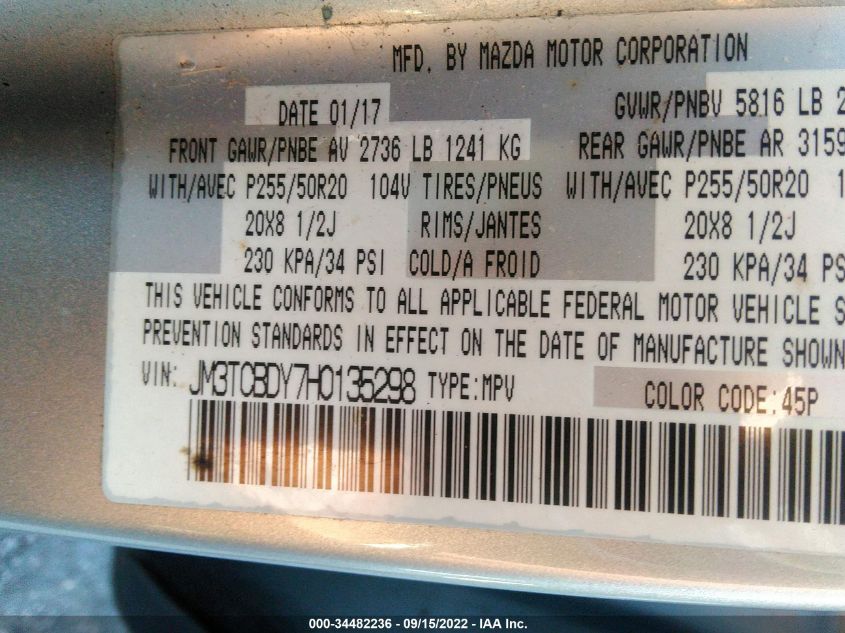 MFD. BY MAZDA MOTOR CORPORATION
DATE 01/17 GVWR/PNBV 5816 LB 2
FRONT GAWR/PNBE AV 2736 LB 1241 KG REAR GAWR/PNBE AR 3159
WITH/AVEC P255/50R20 104V TIRES/PNEUS WITH/AVEC P255/50R20 1
20X8 1/2J RIMS/JANTES 20X8 1/2J
230 KPA/34 PSI COLD/A FROID 230 KPA/34 PS
THIS VEHICLE CONFORMS TO ALL APPLICABLE FEDERAL MOTOR VEHICLE S
PREVENTION STANDARDS IN EFFECT ON THE DATE OF MANUFACTURE SHOWN
VIN: JM3TCBDY7H0135298 TYPE:MPV COLOR CODE:45P
000-34482236 - 09/15/2022 - IAA Inc.